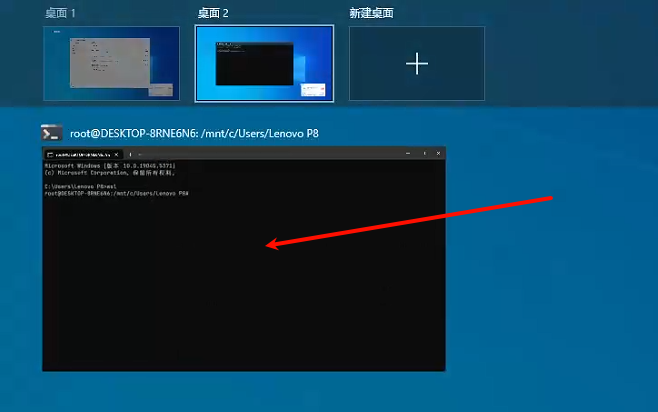 桌面 1
桌面 2
新建桌面
root@DESKTOP-8RNE6N6: /mnt/c/Users/Lenovo P8
Microsoft Windows [版本 10.0.19045.5371]
(c) Microsoft Corporation。保留所有权利。
C:\Users\Lenovo P8>wsl
root@DESKTOP-8RNE6N6:/mnt/c/Users/Lenovo P8#